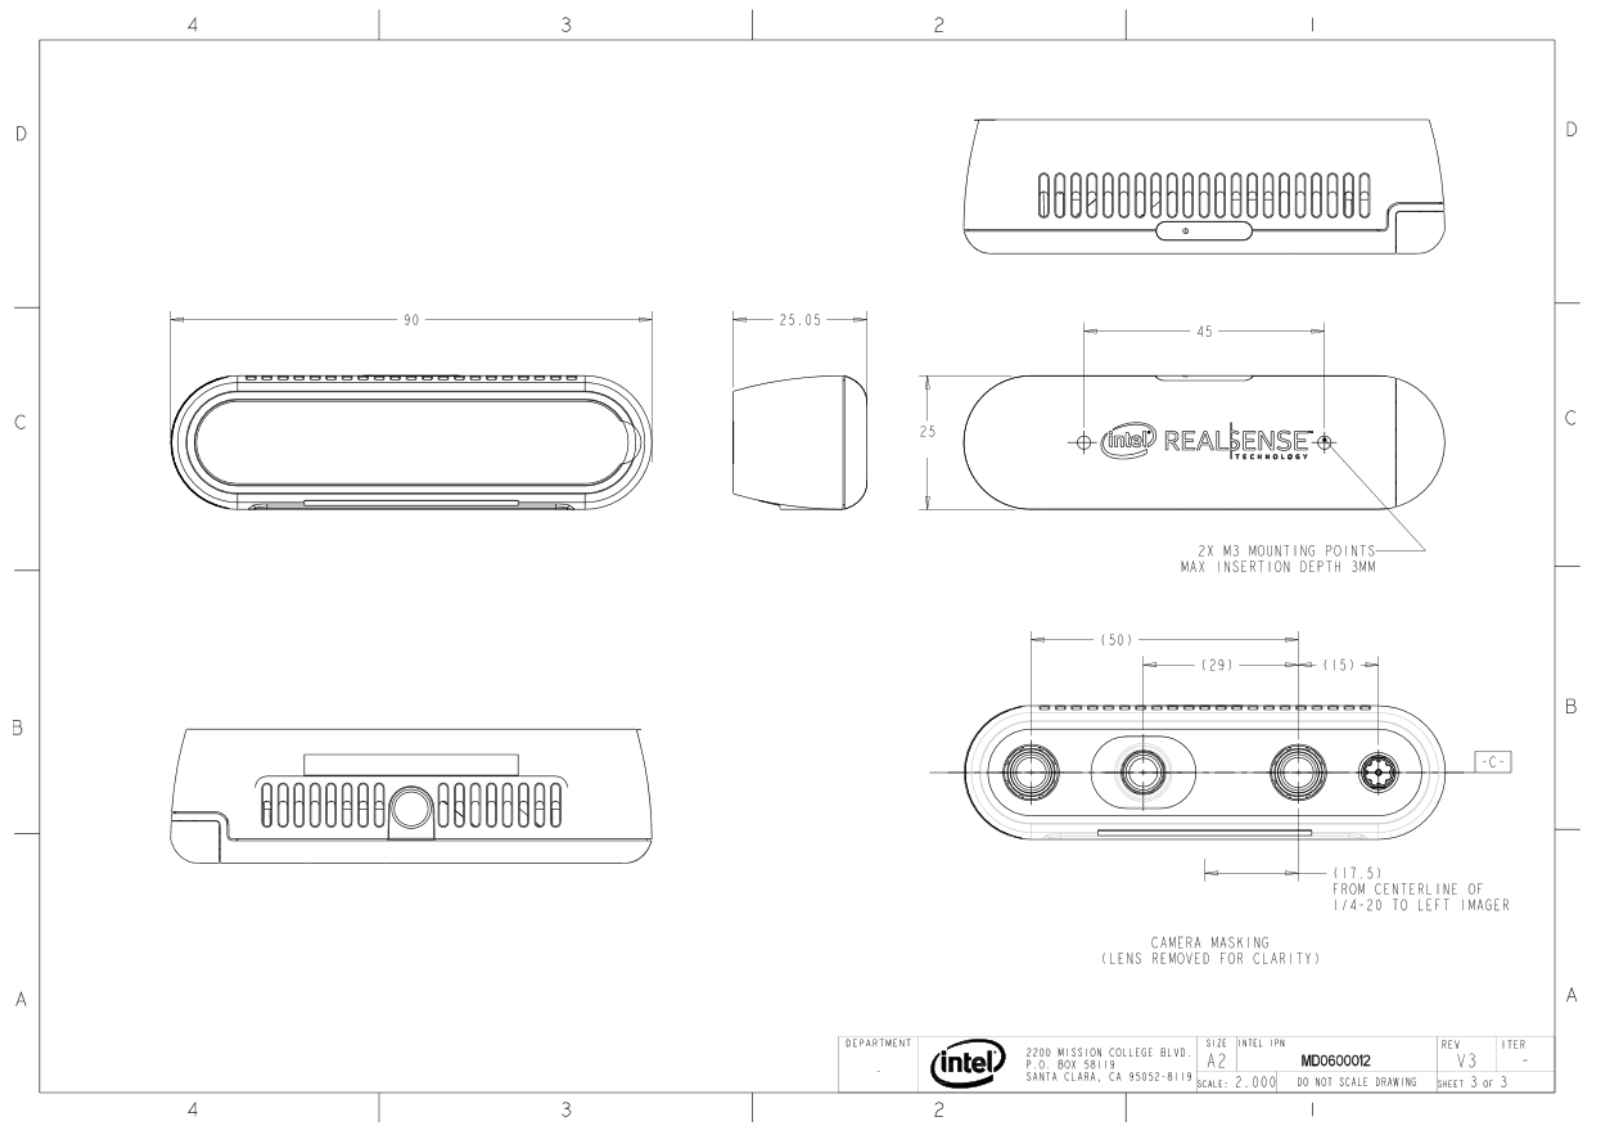 4 3 2 1
D D
90
25.05
45
C C
25
intel REALSENSE
TECHNOLOGY
2X M3 MOUNTING POINTS
MAX INSERTION DEPTH 3MM
(50)
(29) (15)
B B
-C-
(17.5)
FROM CENTERLINE OF
1/4-20 TO LEFT IMAGER
CAMERA MASKING
(LENS REMOVED FOR CLARITY)
A A
DEPARTMENT
-
intel
2200 MISSION COLLEGE BLVD.
P.O. BOX 58119
SANTA CLARA, CA 95052-8119
SIZE
A2
INTEL IPN
MD0600012
REV
V3
ITER
-
SCALE: 2.000
DO NOT SCALE DRAWING
SHEET 3 OF 3
4 3 2 1